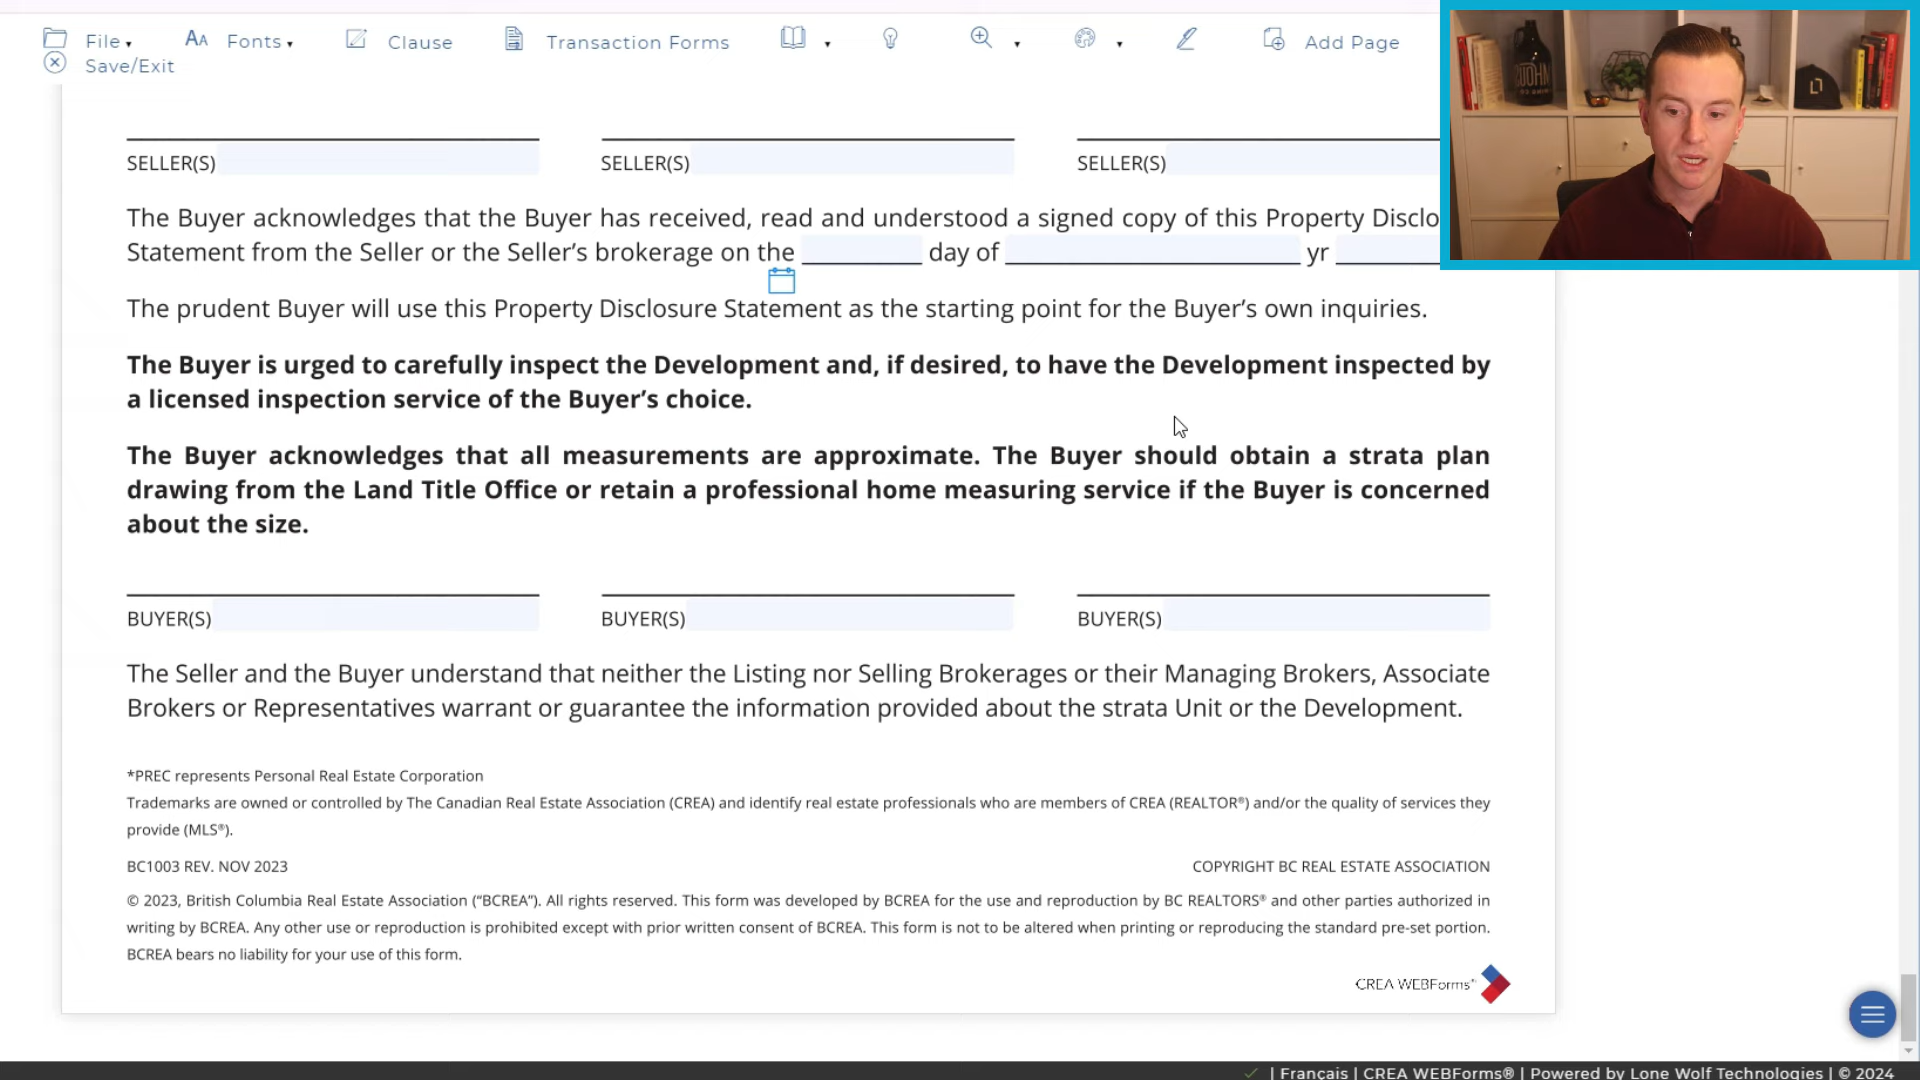 File
Fonts
Clause
Transaction Forms
Add Page
Save/Exit
SELLER(S) SELLER(S) SELLER(S)
The Buyer acknowledges that the Buyer has received, read and understood a signed copy of this Property Disclo
Statement from the Seller or the Seller's brokerage on the day of yr
The prudent Buyer will use this Property Disclosure Statement as the starting point for the Buyer's own inquiries.
The Buyer is urged to carefully inspect the Development and, if desired, to have the Development inspected by
a licensed inspection service of the Buyer's choice.
The Buyer acknowledges that all measurements are approximate. The Buyer should obtain a strata plan
drawing from the Land Title Office or retain a professional home measuring service if the Buyer is concerned
about the size.
BUYER(S) BUYER(S) BUYER(S)
The Seller and the Buyer understand that neither the Listing nor Selling Brokerages or their Managing Brokers, Associate
Brokers or Representatives warrant or guarantee the information provided about the strata Unit or the Development.
*PREC represents Personal Real Estate Corporation
Trademarks are owned or controlled by The Canadian Real Estate Association (CREA) and identify real estate professionals who are members of CREA (REALTOR®) and/or the quality of services they
provide (MLS®).
BC1003 REV. NOV 2023 COPYRIGHT BC REAL ESTATE ASSOCIATION
© 2023, British Columbia Real Estate Association ("BCREA"). All rights reserved. This form was developed by BCREA for the use and reproduction by BC REALTORS® and other parties authorized in
writing by BCREA. Any other use or reproduction is prohibited except with prior written consent of BCREA. This form is not to be altered when printing or reproducing the standard pre-set portion.
BCREA bears no liability for your use of this form.
CREA WEBForms®
| Français | CREA WEBForms® | Powered by Lone Wolf Technologies | © 2024